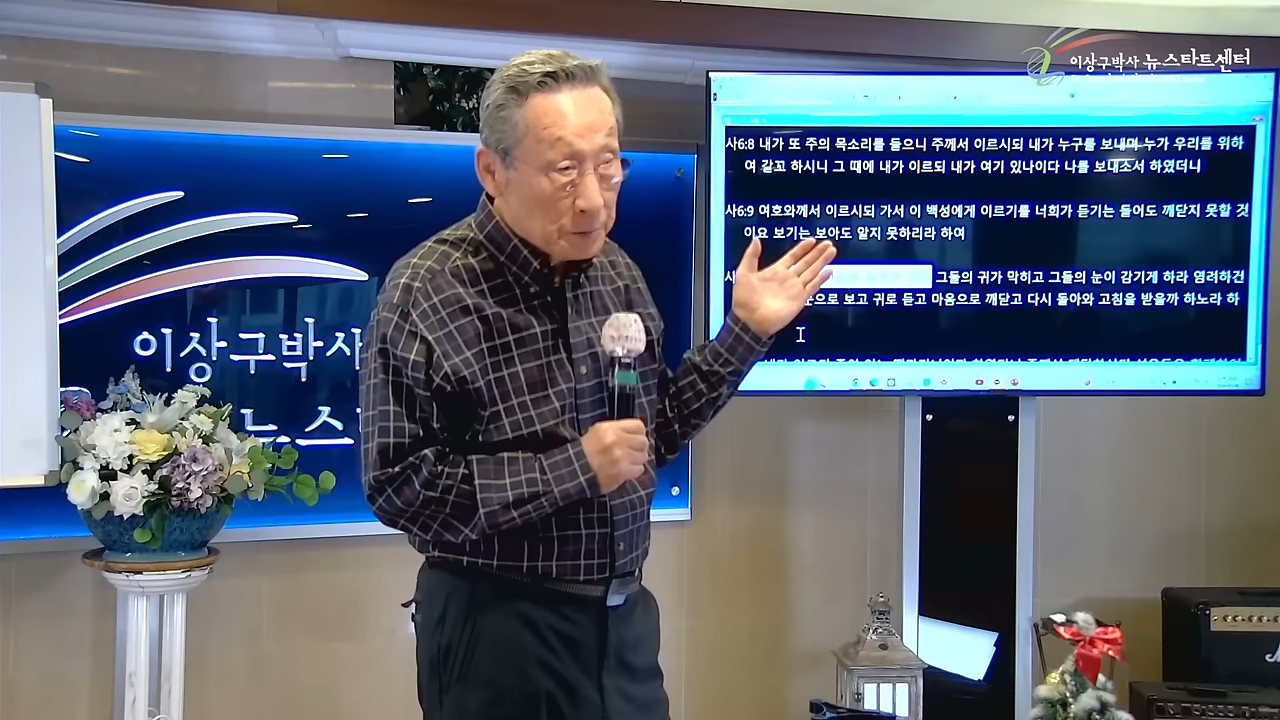 이상구박사 뉴스타트센터
사6:8 내가 또 주의 목소리를 들으니 주께서 이르시되 내가 누구를 보내며 누가 우리를 위하
여 갈꼬 하시니 그 때에 내가 이르되 내가 여기 있나이다 나를 보내소서 하였더니
사6:9 여호와께서 이르시되 가서 이 백성에게 이르기를 너희가 듣기는 들어도 깨닫지 못할 것
이요 보기는 보아도 알지 못하리라 하여
그들의 귀가 막히고 그들의 눈이 감기게 하라 염려하건
으로 보고 귀로 듣고 마음으로 깨닫고 다시 돌아와 고침을 받을까 하노라 하
이상구박사
뉴스